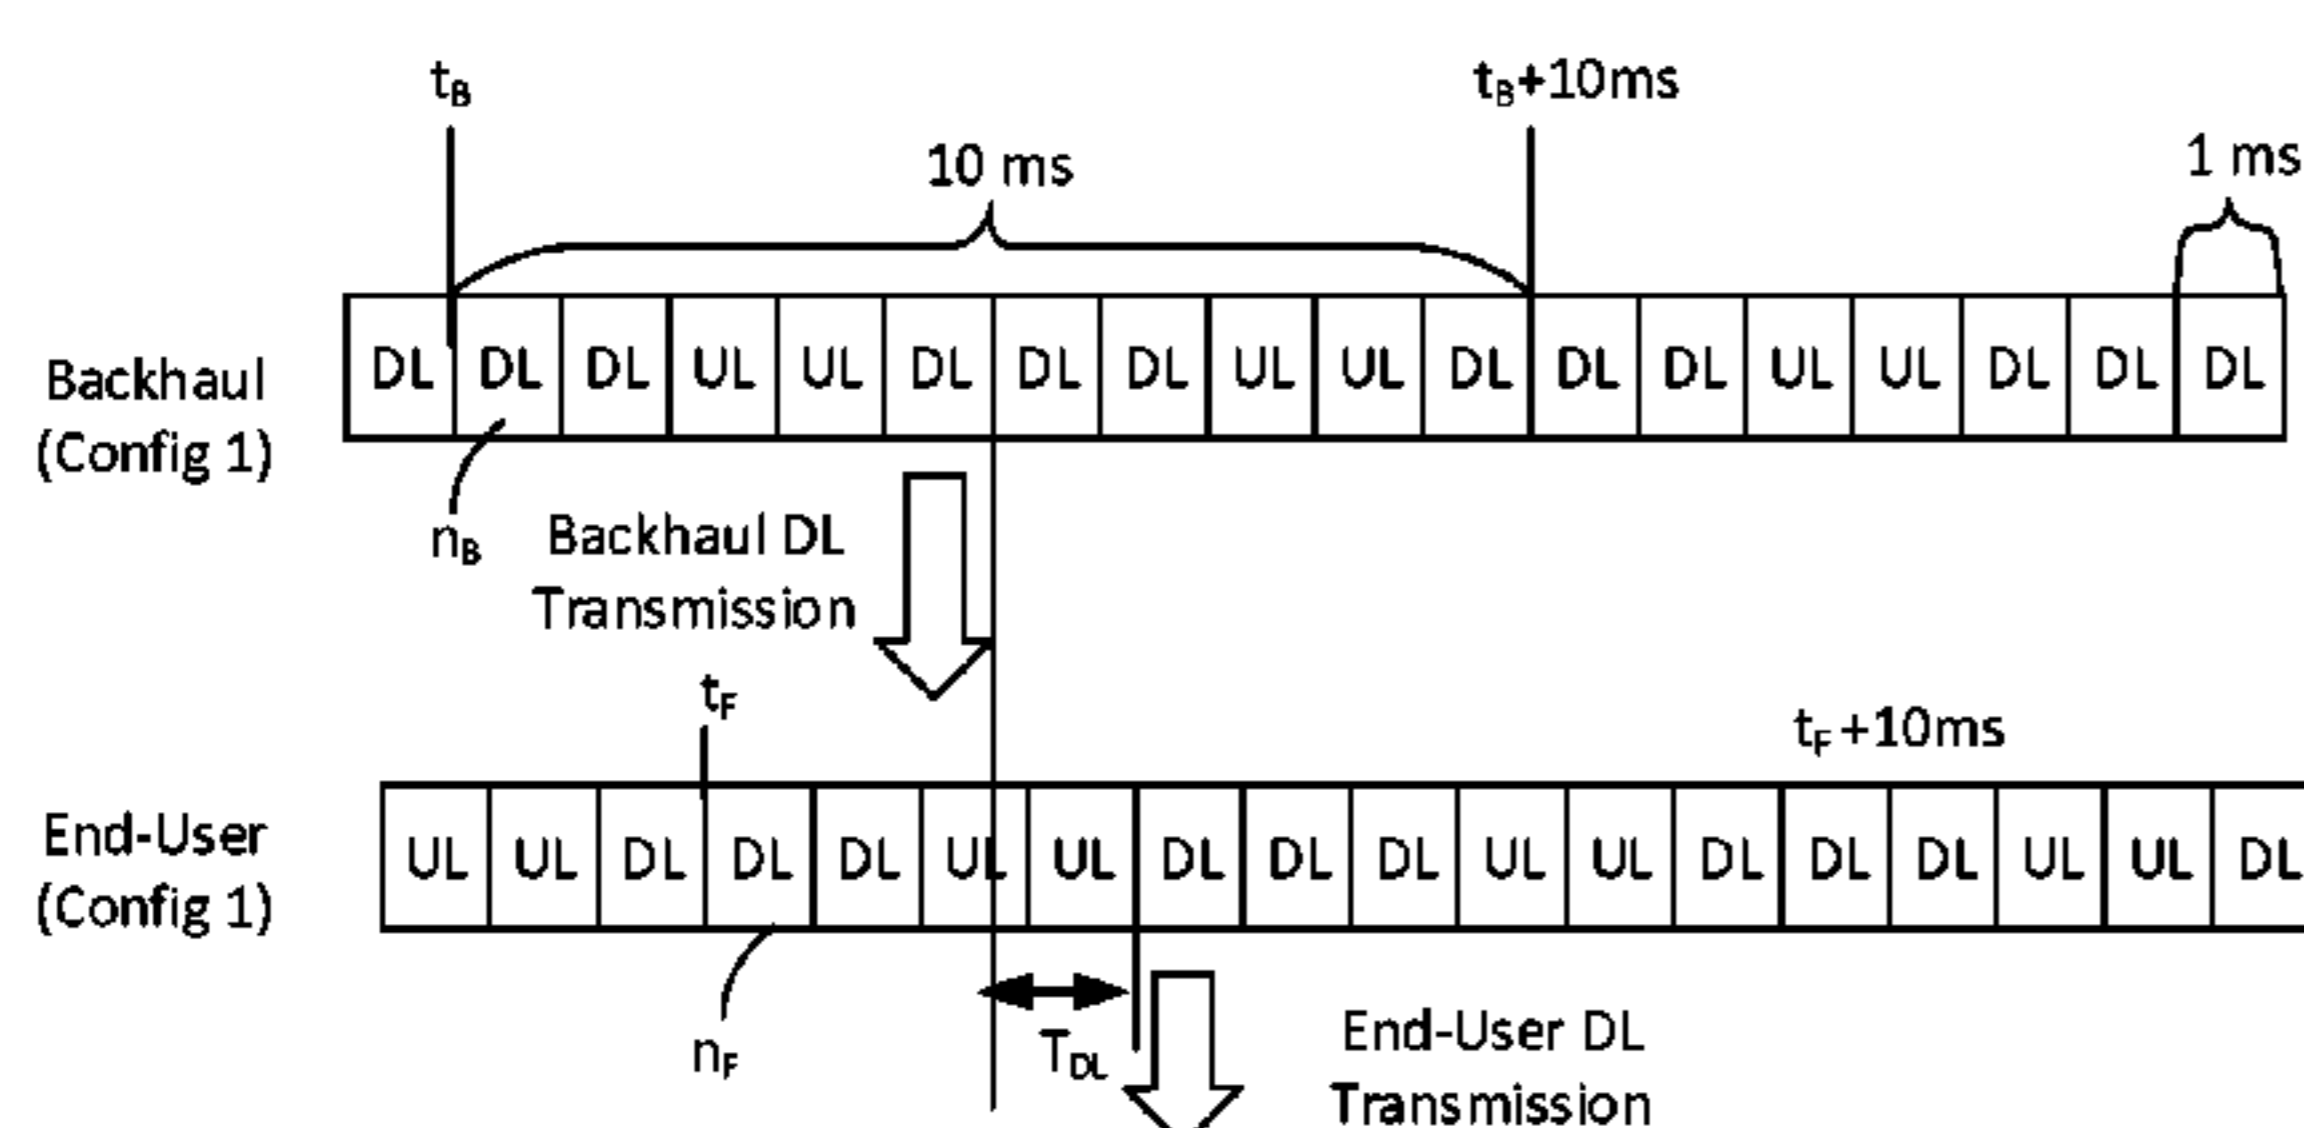 t_B
t_B+10ms
10 ms
1 ms
Backhaul
(Config 1)
DL DL DL UL UL DL DL DL UL UL DL DL DL UL UL DL DL DL
n_B
Backhaul DL
Transmission
t_F
t_F +10ms
End-User
(Config 1)
UL UL DL DL DL UL UL DL DL DL UL UL DL DL DL UL UL DL
n_F
T_DL
End-User DL
Transmission